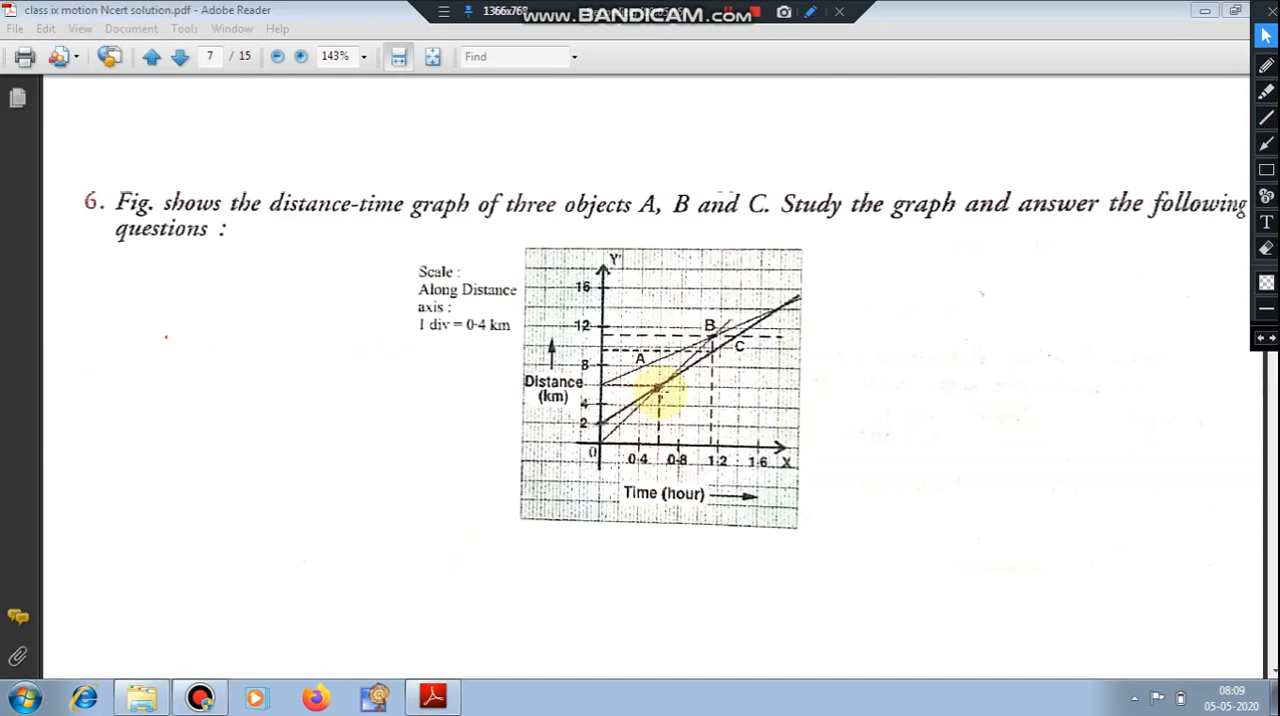 class ix motion Ncert solution.pdf - Adobe Reader
1366x768
www.BANDICAM.com
File Edit View Document Tools Window Help
7 / 15 143% Find
6. Fig. shows the distance-time graph of three objects A, B and C. Study the graph and answer the following
questions :
Scale :
Along Distance
axis :
1 div = 0·4 km
Y
16
12
B
C
A
8
Distance
(km)
4
2
0
0·4 0·8 1·2 1·6 X
Time (hour)
08:09
05-05-2020